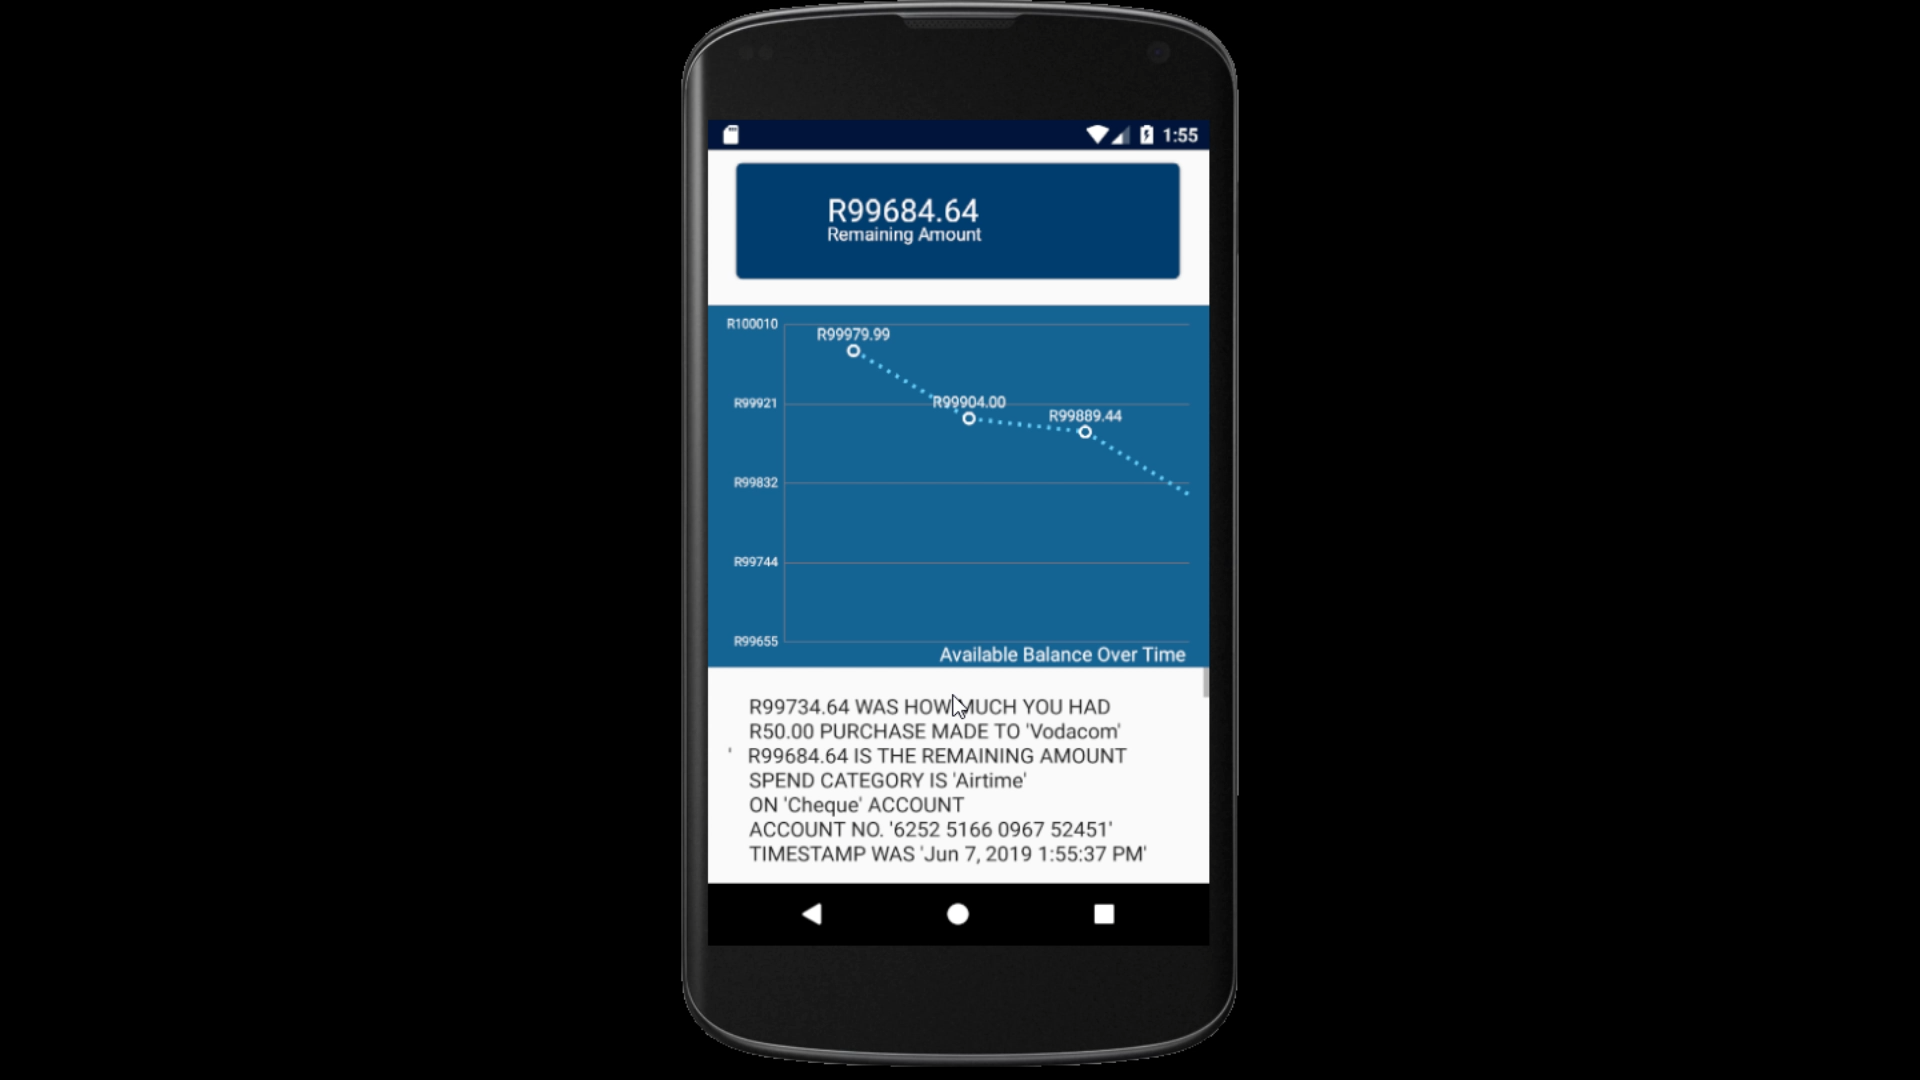 1:55
R99684.64
Remaining Amount
R100010
R99979.99
R99921
R99904.00
R99889.44
R99832
R99744
R99655
Available Balance Over Time
R99734.64 WAS HOW MUCH YOU HAD
R50.00 PURCHASE MADE TO 'Vodacom'
' R99684.64 IS THE REMAINING AMOUNT
SPEND CATEGORY IS 'Airtime'
ON 'Cheque' ACCOUNT
ACCOUNT NO. '6252 5166 0967 52451'
TIMESTAMP WAS 'Jun 7, 2019 1:55:37 PM'